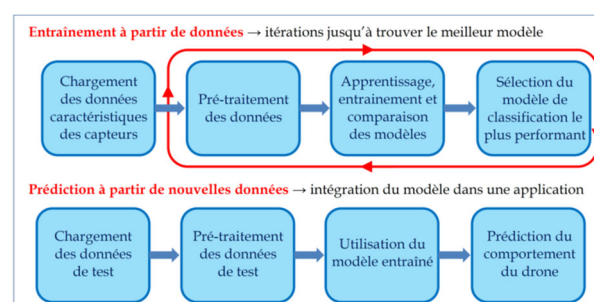 Entraînement à partir de données → itérations jusqu'à trouver le meilleur modèle
Chargement
des données
caractéristiques
des capteurs
Pré-traitement
des données
Apprentissage,
entrainement et
comparaison
des modèles
Sélection du
modèle de
classification le
plus performant
Prédiction à partir de nouvelles données → intégration du modèle dans une application
Chargement
des données
de test
Pré-traitement
des données
de test
Utilisation du
modèle entraîné
Prédiction du
comportement
du drone